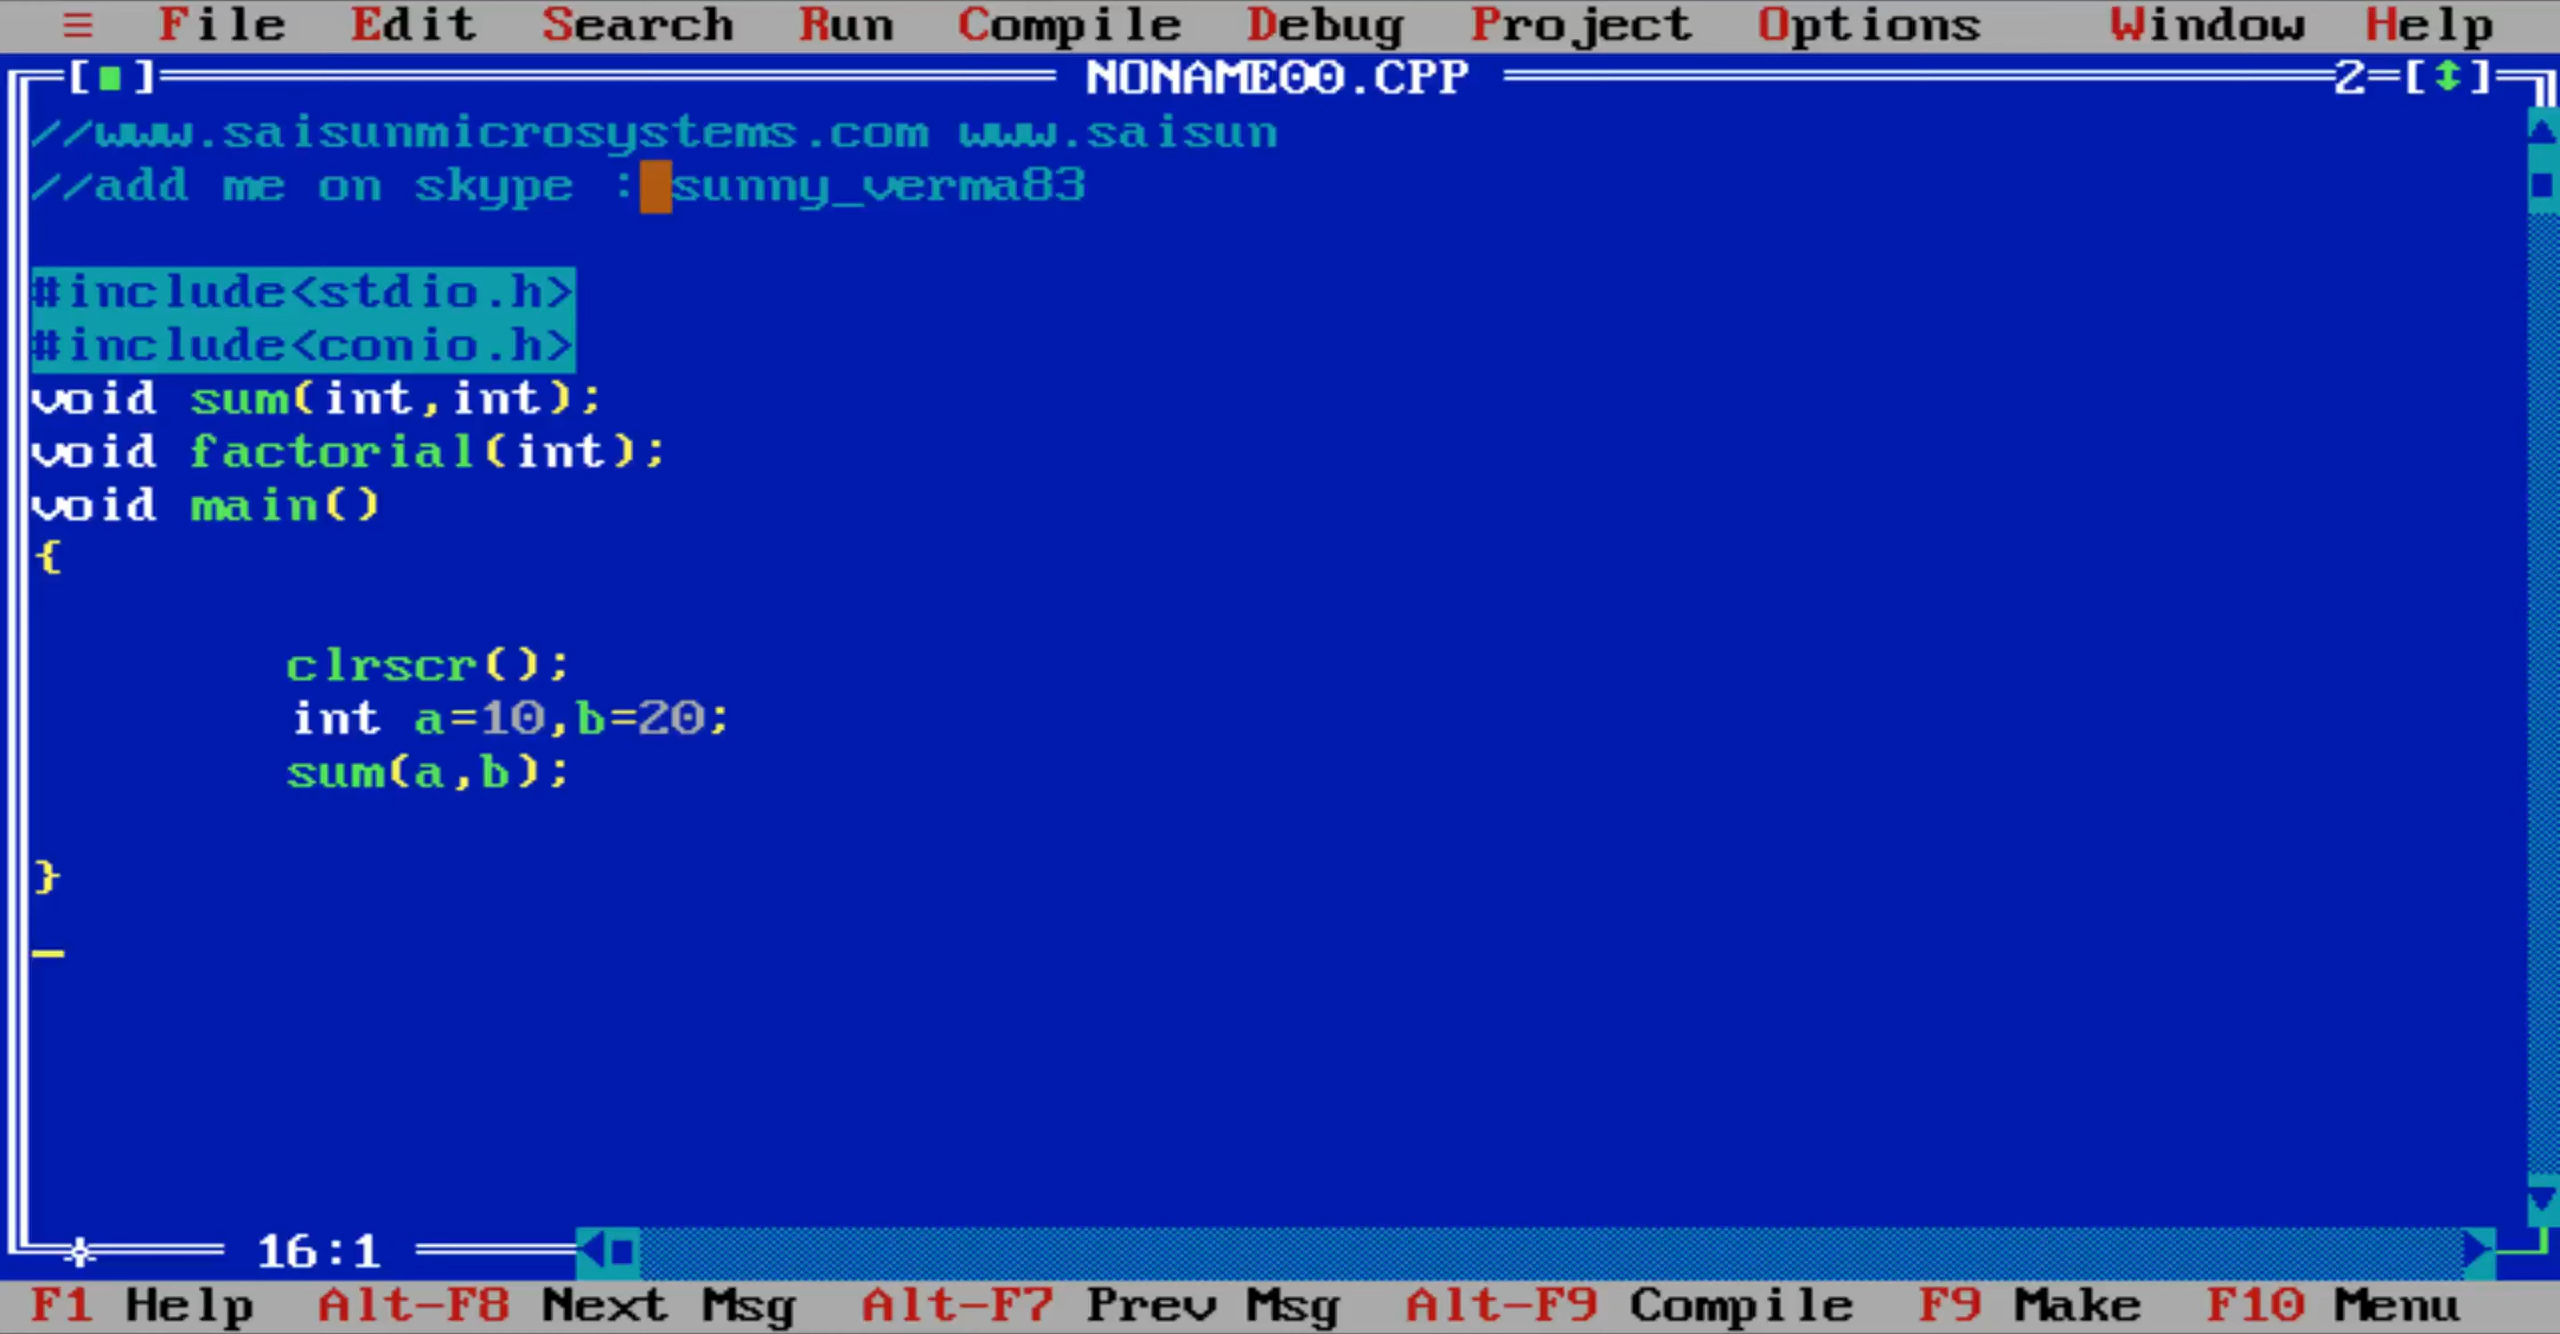 ≡ File Edit Search Run Compile Debug Project Options Window Help
[■] NONAME00.CPP 2=[↕]
//www.saisunmicrosystems.com www.saisun
//add me on skype : sunny_verma83
#include<stdio.h>
#include<conio.h>
void sum(int,int);
void factorial(int);
void main()
{
clrscr();
int a=10,b=20;
sum(a,b);
}
16:1
F1 Help Alt-F8 Next Msg Alt-F7 Prev Msg Alt-F9 Compile F9 Make F10 Menu